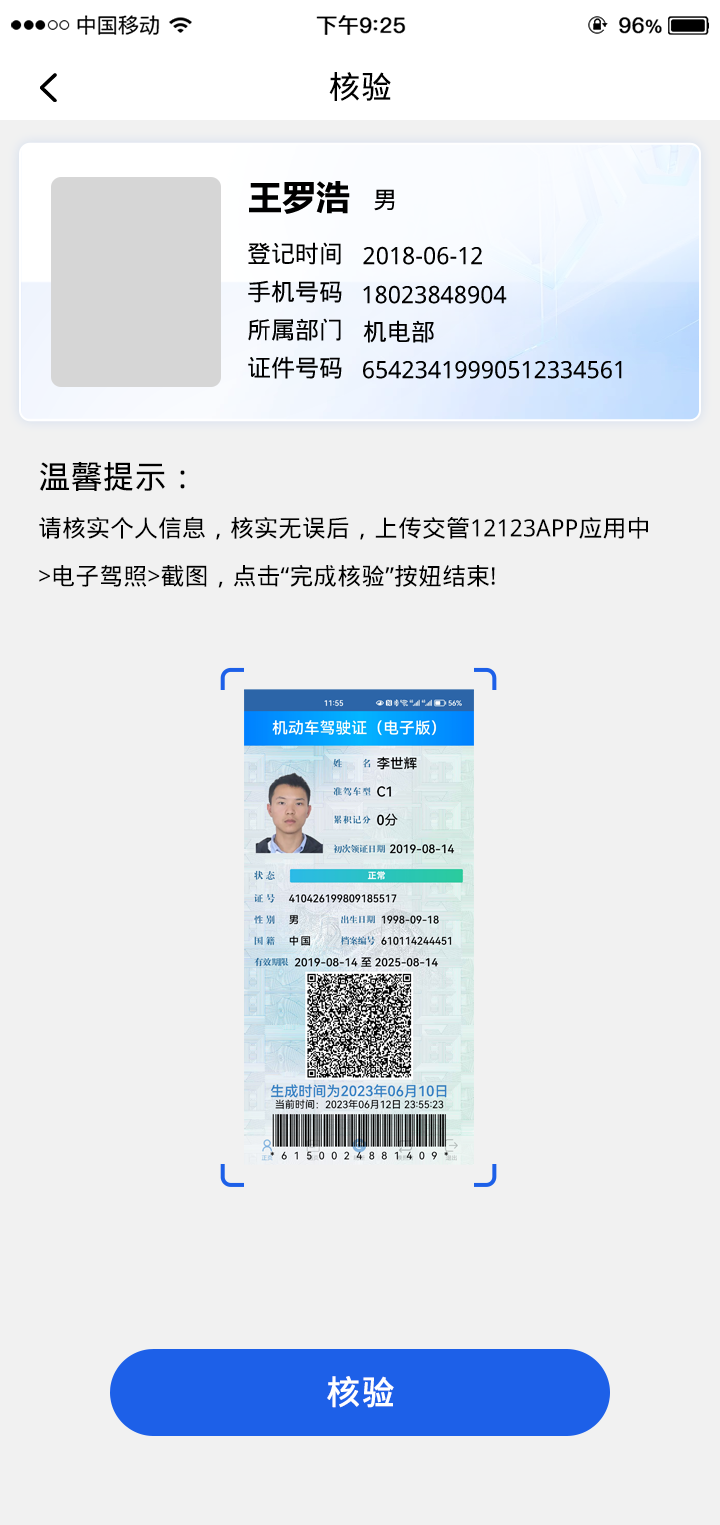 中国移动 下午9:25 96%
核验
王罗浩 男
登记时间 2018-06-12
手机号码 18023848904
所属部门 机电部
证件号码 65423419990512334561
温馨提示：
请核实个人信息，核实无误后，上传交管12123APP应用中
>电子驾照>截图，点击“完成核验”按妞结束!
11:55 56%
机动车驾驶证（电子版）
姓 名 李世辉
准驾车型 C1
累积记分 0分
初次领证日期 2019-08-14
状态 正常
证号 410426199809185517
性别 男 出生日期 1998-09-18
国籍 中国 档案编号 610114244451
有效期限 2019-08-14 至 2025-08-14
生成时间为2023年06月10日
当前时间：2023年06月12日 23:55:23
*6150024881409*
核验